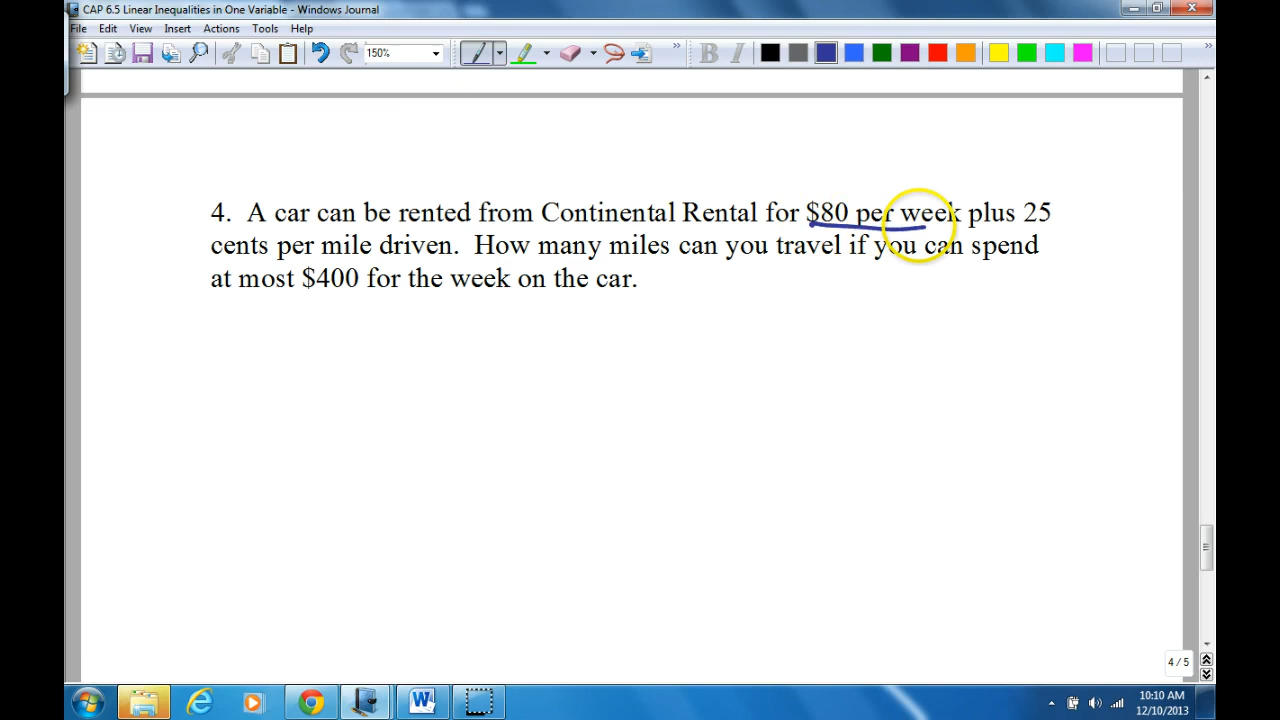 CAP 6.5 Linear Inequalities in One Variable - Windows Journal
File Edit View Insert Actions Tools Help
150%
B I U
4. A car can be rented from Continental Rental for $80 per week plus 25
cents per mile driven. How many miles can you travel if you can spend
at most $400 for the week on the car.
4 / 5
10:10 AM
12/10/2013